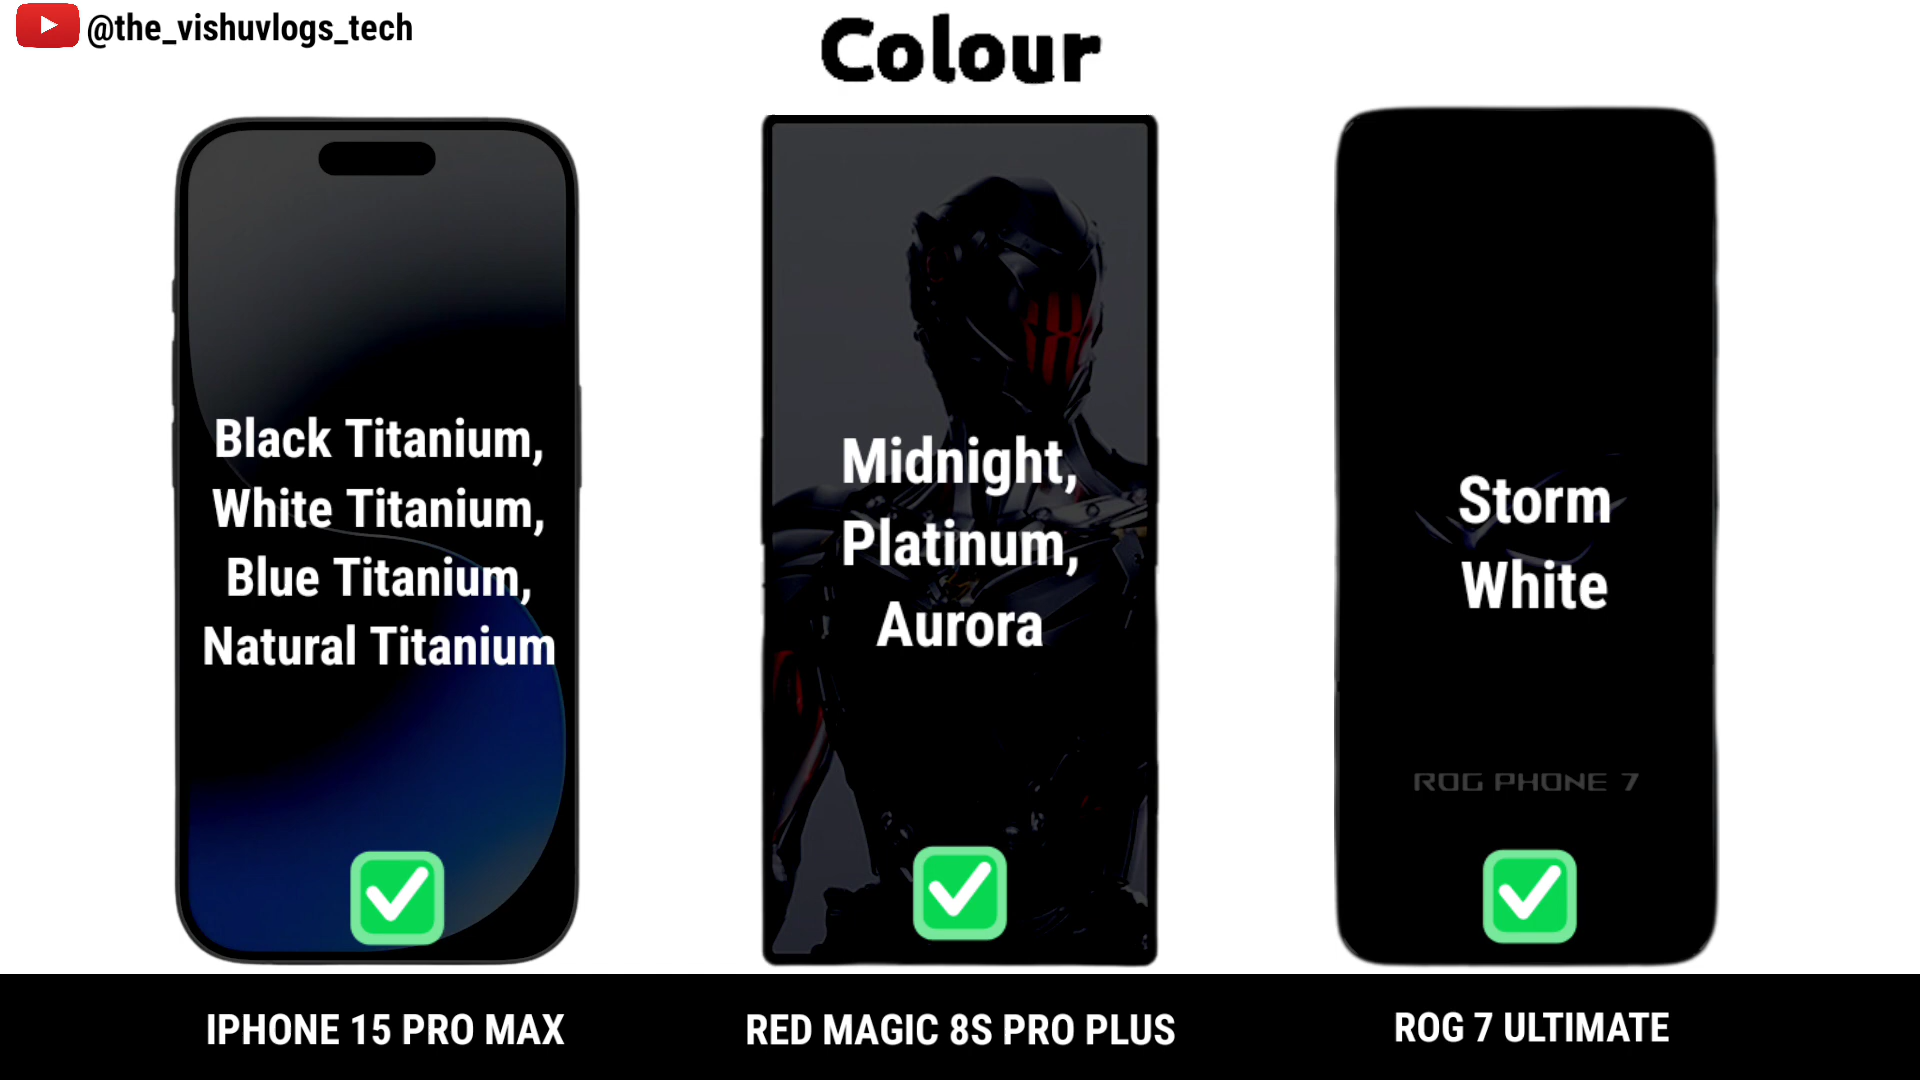 @the_vishuvlogs_tech
Colour
Black Titanium,
White Titanium,
Blue Titanium,
Natural Titanium
Midnight,
Platinum,
Aurora
Storm
White
ROG PHONE 7
IPHONE 15 PRO MAX
RED MAGIC 8S PRO PLUS
ROG 7 ULTIMATE